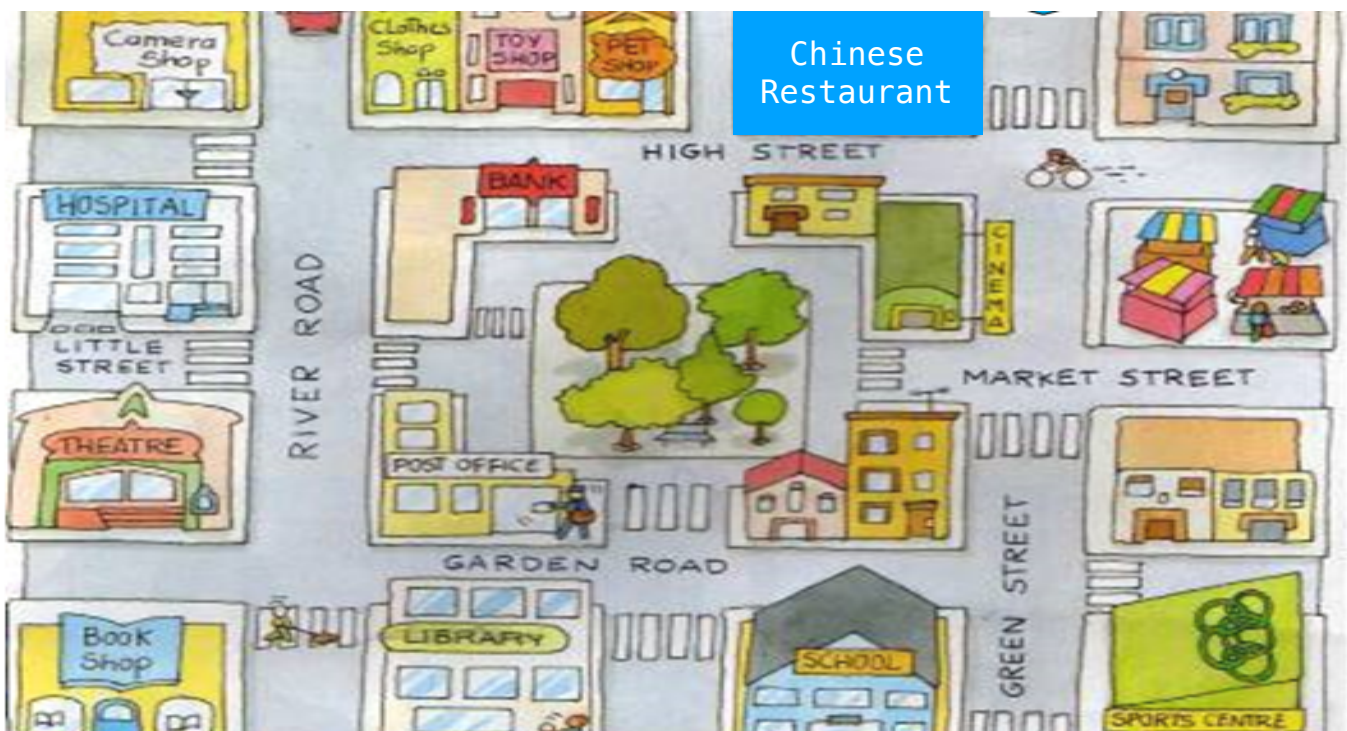 Camera
Shop
Clothes
Shop
TOY
SHOP
PET
SHOP
Chinese
Restaurant
HIGH STREET
BANK
HOSPITAL
CINEMA
RIVER ROAD
LITTLE
STREET
MARKET STREET
THEATRE
POST OFFICE
GREEN STREET
GARDEN ROAD
Book
Shop
LIBRARY
SCHOOL
SPORTS CENTRE